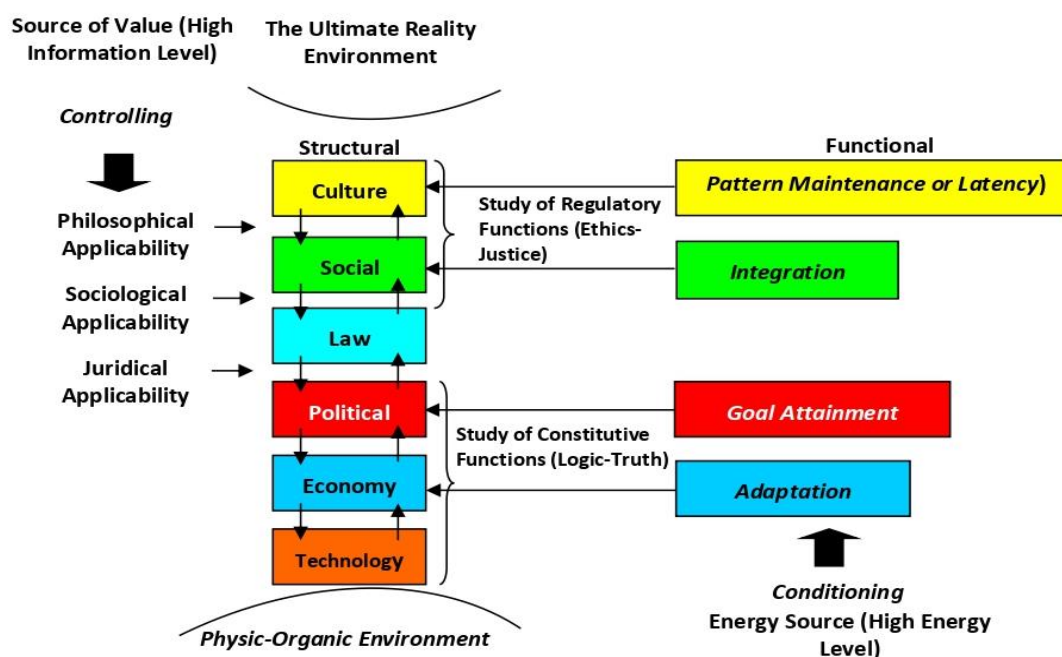 Source of Value (High
Information Level)
The Ultimate Reality
Environment
Controlling
Structural
Functional
Culture
Pattern Maintenance or Latency)
Study of Regulatory
Functions (Ethics-
Justice)
Philosophical
Applicability
Social
Integration
Sociological
Applicability
Law
Juridical
Applicability
Political
Goal Attainment
Study of Constitutive
Functions (Logic-Truth)
Economy
Adaptation
Technology
Conditioning
Energy Source (High Energy
Level)
Physic-Organic Environment